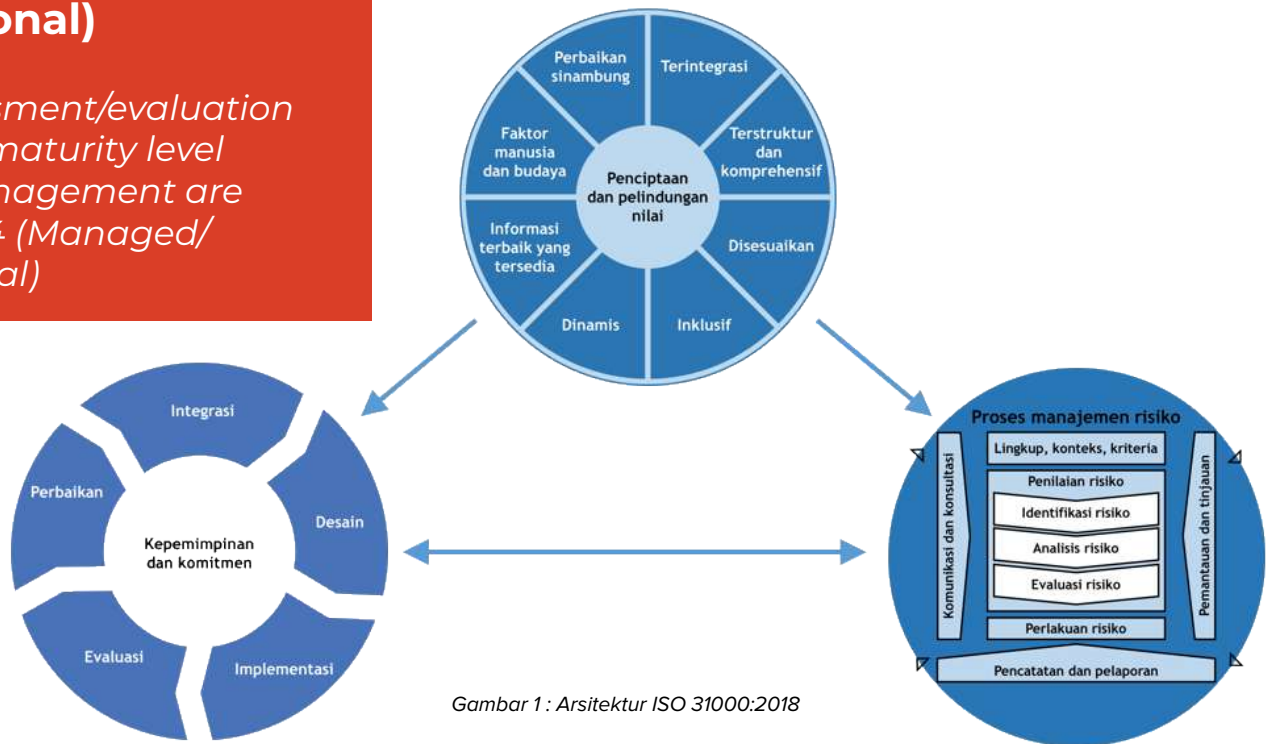 onal)
sment/evaluation
maturity level
nagement are
4 (Managed/
al)
Perbaikan
sinambung
Terintegrasi
Terstruktur
dan
komprehensif
Disesuaikan
Inklusif
Dinamis
Informasi
terbaik yang
tersedia
Faktor
manusia
dan budaya
Penciptaan
dan pelindungan
nilai
Integrasi
Desain
Implementasi
Evaluasi
Perbaikan
Kepemimpinan
dan komitmen
Proses manajemen risiko
Lingkup, konteks, kriteria
Penilaian risiko
Identifikasi risiko
Analisis risiko
Evaluasi risiko
Perlakuan risiko
Pencatatan dan pelaporan
Komunikasi dan konsultasi
Pemantauan dan tinjauan
Gambar 1 : Arsitektur ISO 31000:2018